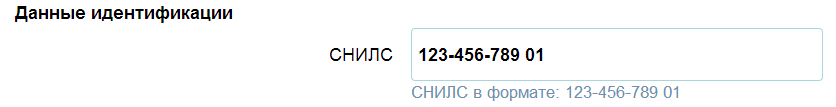 Данные идентификации
СНИЛС 123-456-789 01
СНИЛС в формате: 123-456-789 01